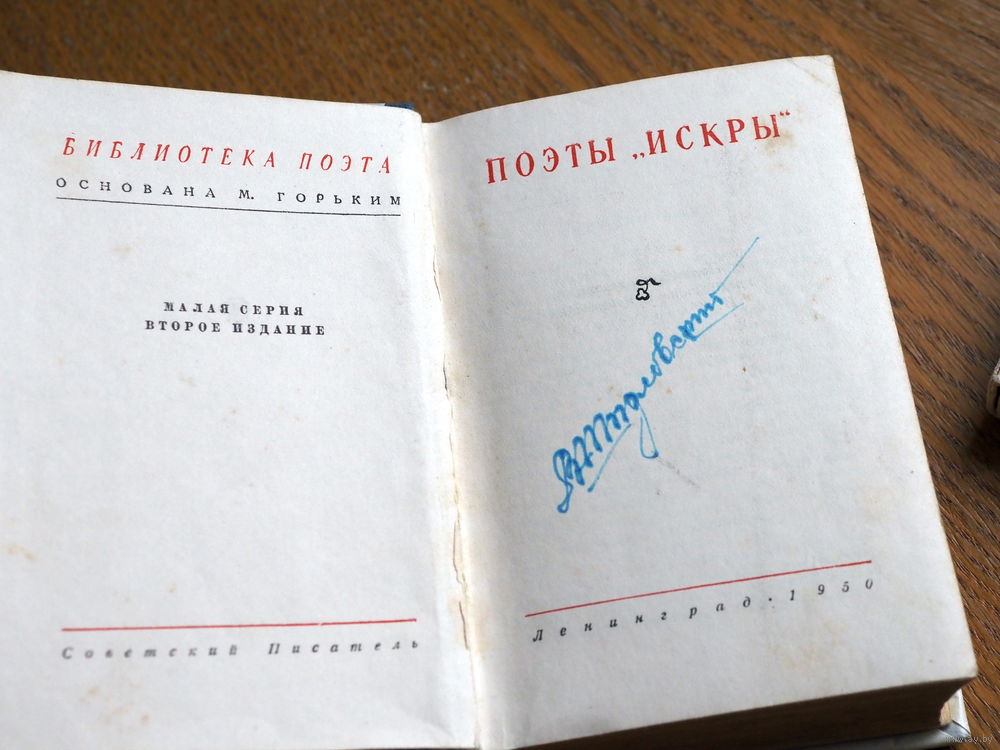 БИБЛИОТЕКА ПОЭТА
ОСНОВАНА М. ГОРЬКИМ
МАЛАЯ СЕРИЯ
ВТОРОЕ ИЗДАНИЕ
Советский Писатель
ПОЭТЫ „ИСКРЫ“
Ленинград · 1950